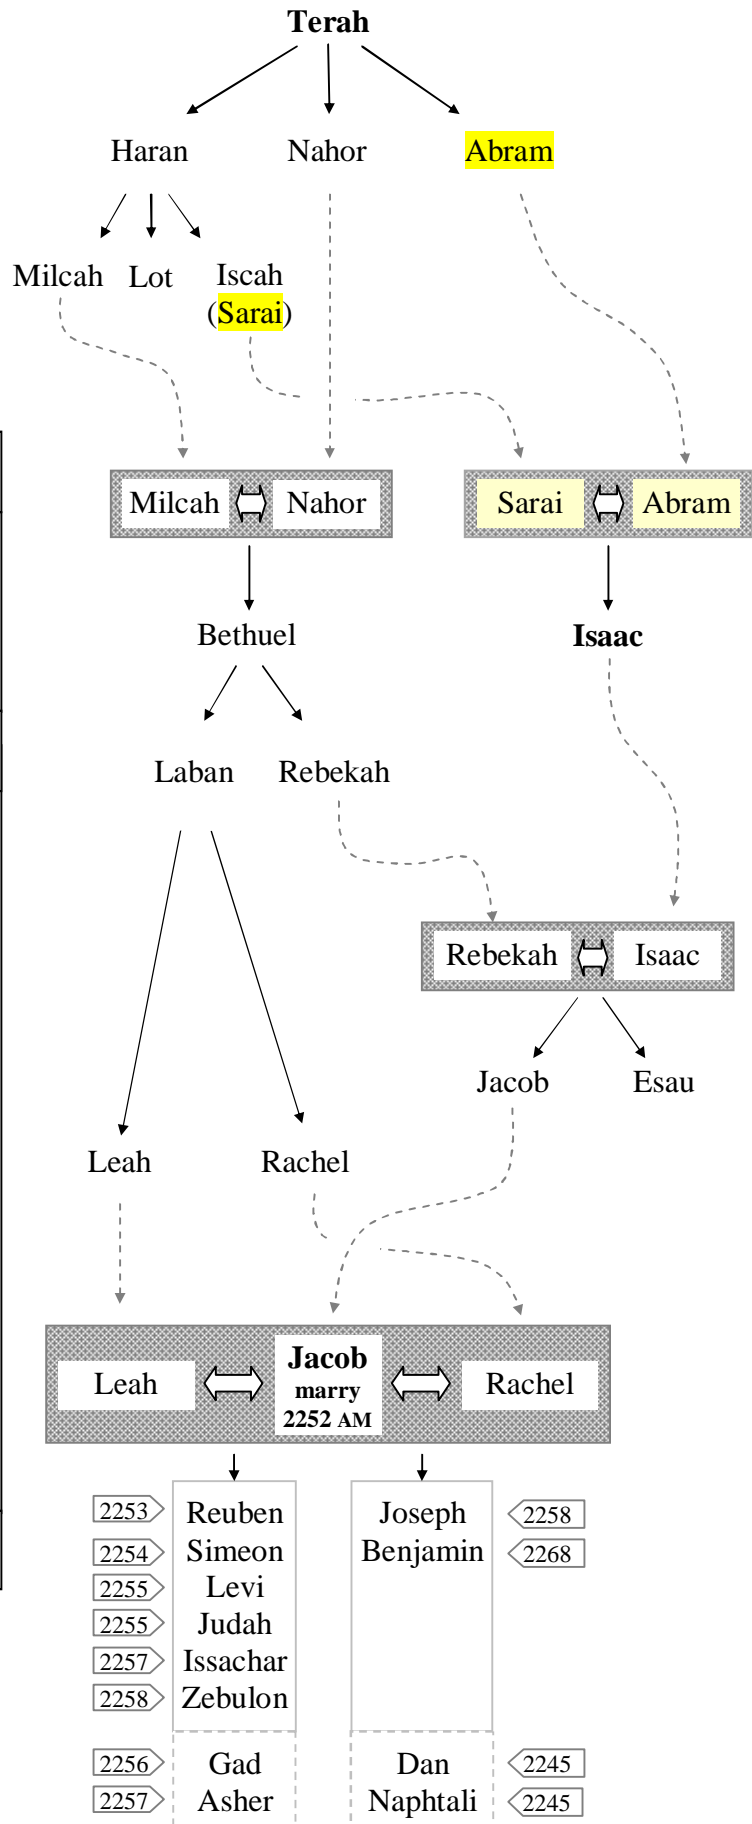 Terah
Haran Nahor Abram
Milcah Lot Iscah
(Sarai)
Milcah Nahor Sarai Abram
Bethuel Isaac
Laban Rebekah
Rebekah Isaac
Jacob Esau
Leah Rachel
Leah Jacob Rachel
marry
2252 AM
2253 Reuben Joseph 2258
2254 Simeon Benjamin 2268
2255 Levi
2255 Judah
2257 Issachar
2258 Zebulon
2256 Gad Dan 2245
2257 Asher Naphtali 2245